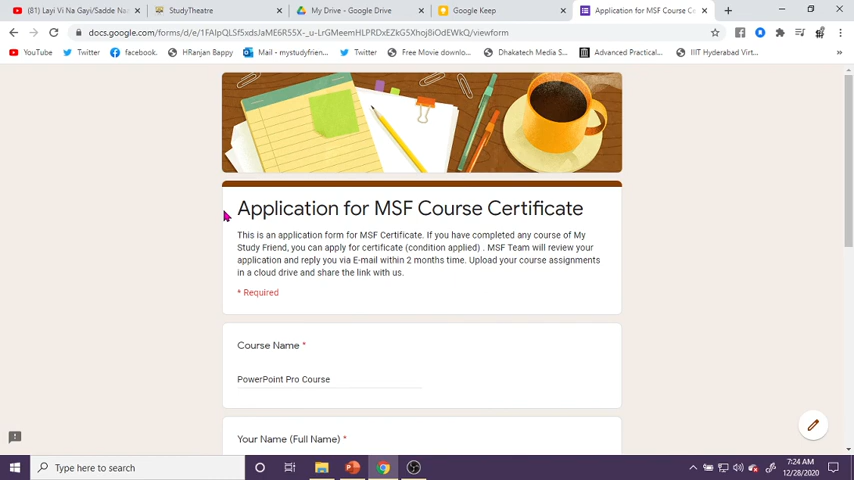 (81) Layi Vi Na Gayi/Sadde Na
StudyTheatre
My Drive - Google Drive
Google Keep
Application for MSF Course Ce
docs.google.com/forms/d/e/
/viewform
YouTube
Twitter
facebook.
HRanjan Bappy
Mail - mystudyfrien...
Twitter
Free Movie downlo...
Dhakatech Media S...
Advanced Practical...
IIIT Hyderabad Virtu...
»
Application for MSF Course Certificate
This is an application form for MSF Certificate. If you have completed any course of My
Study Friend, you can apply for certificate (condition applied) . MSF Team will review your
application and reply you via E-mail within 2 months time. Upload your course assignments
in a cloud drive and share the link with us.
* Required
Course Name *
PowerPoint Pro Course
Your Name (Full Name) *
Type here to search
7:24 AM
12/28/2020